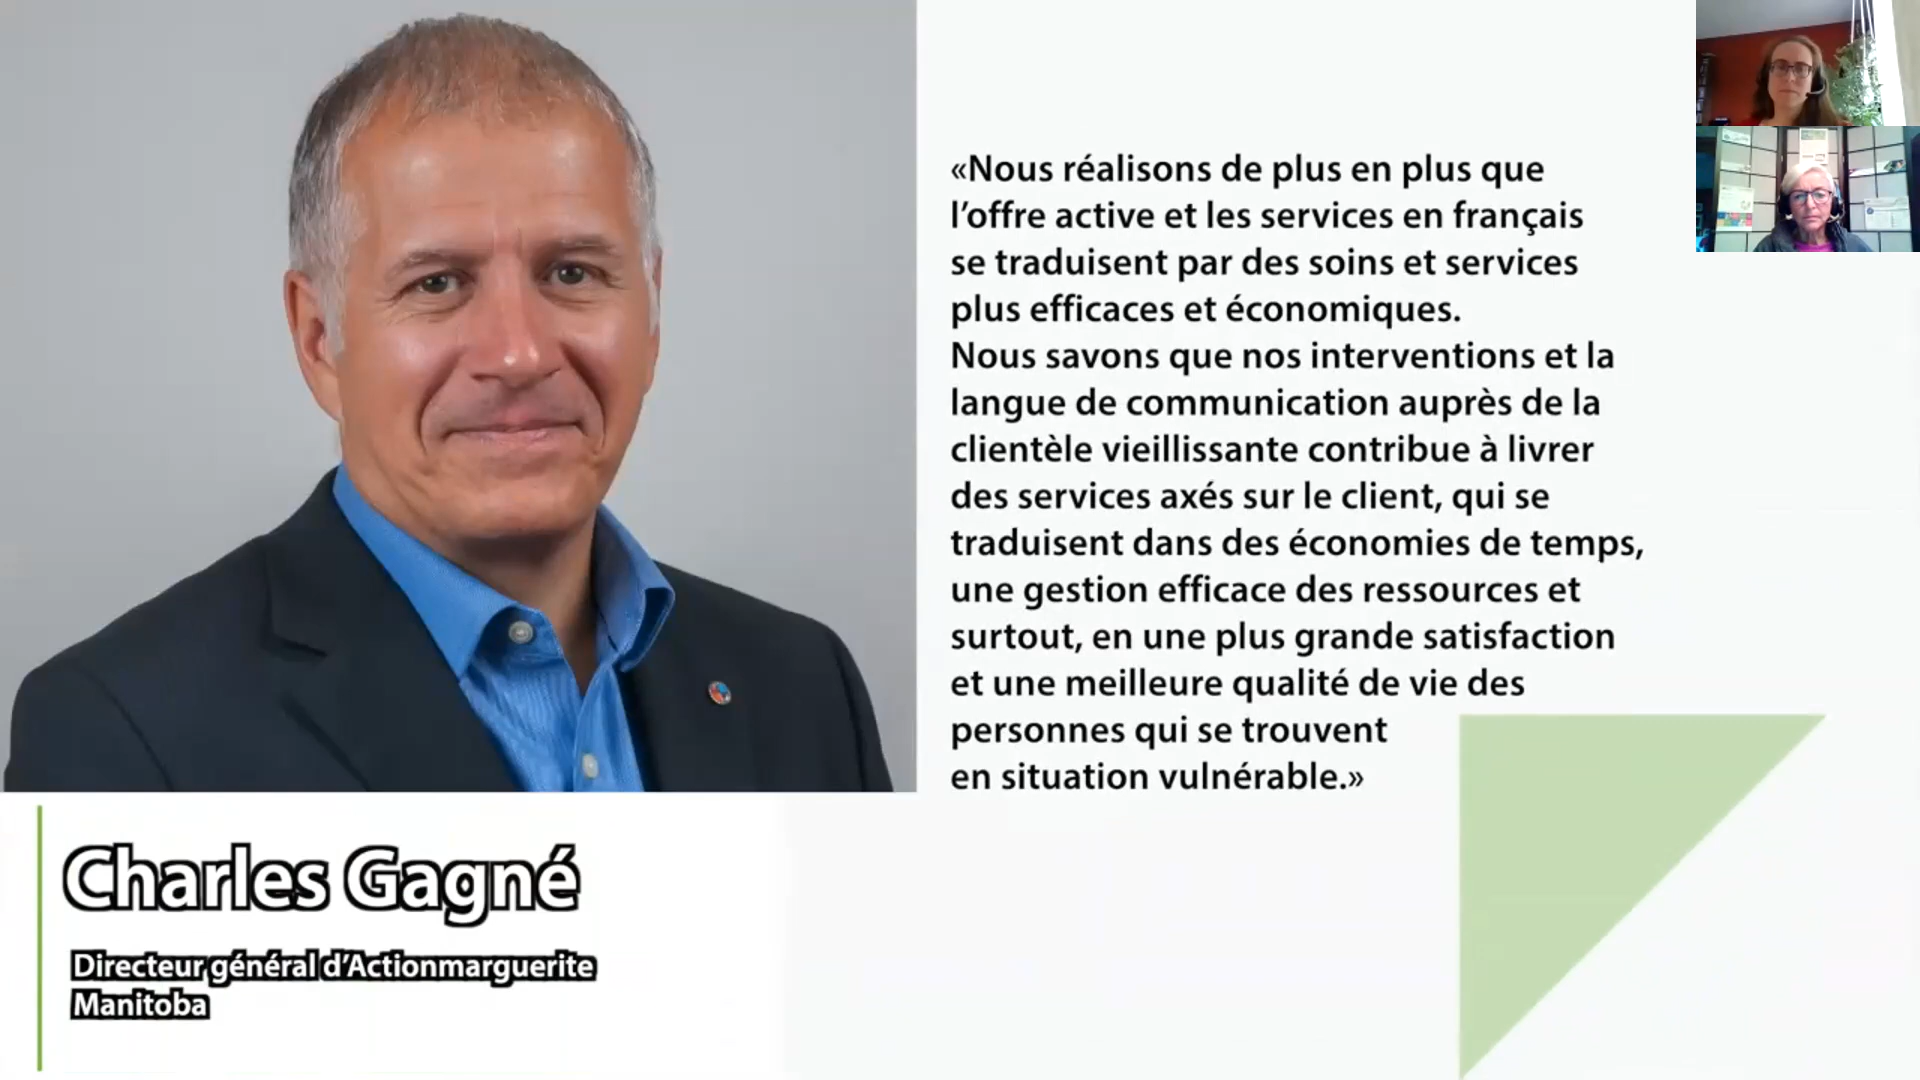 «Nous réalisons de plus en plus que
l’offre active et les services en français
se traduisent par des soins et services
plus efficaces et économiques.
Nous savons que nos interventions et la
langue de communication auprès de la
clientèle vieillissante contribue à livrer
des services axés sur le client, qui se
traduisent dans des économies de temps,
une gestion efficace des ressources et
surtout, en une plus grande satisfaction
et une meilleure qualité de vie des
personnes qui se trouvent
en situation vulnérable.»
Charles Gagné
Directeur général d’Actionmarguerite
Manitoba